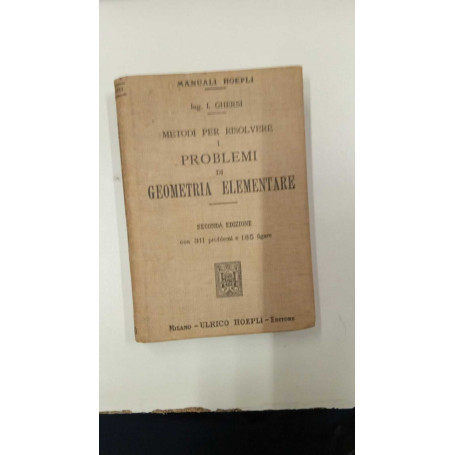 MANUALI HOEPLI
Ing. I. GHERSI
METODI PER RISOLVERE
I
PROBLEMI
DI
GEOMETRIA ELEMENTARE
SECONDA EDIZIONE
con 311 problemi e 185 figure
MILANO - ULRICO HOEPLI - EDITORE